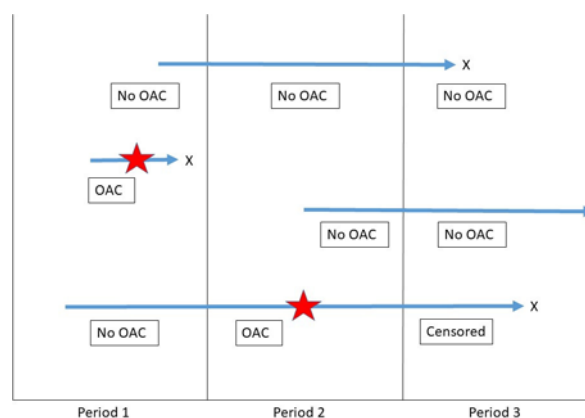 X
No OAC No OAC No OAC
X
OAC
No OAC No OAC
X
No OAC OAC Censored
Period 1 Period 2 Period 3